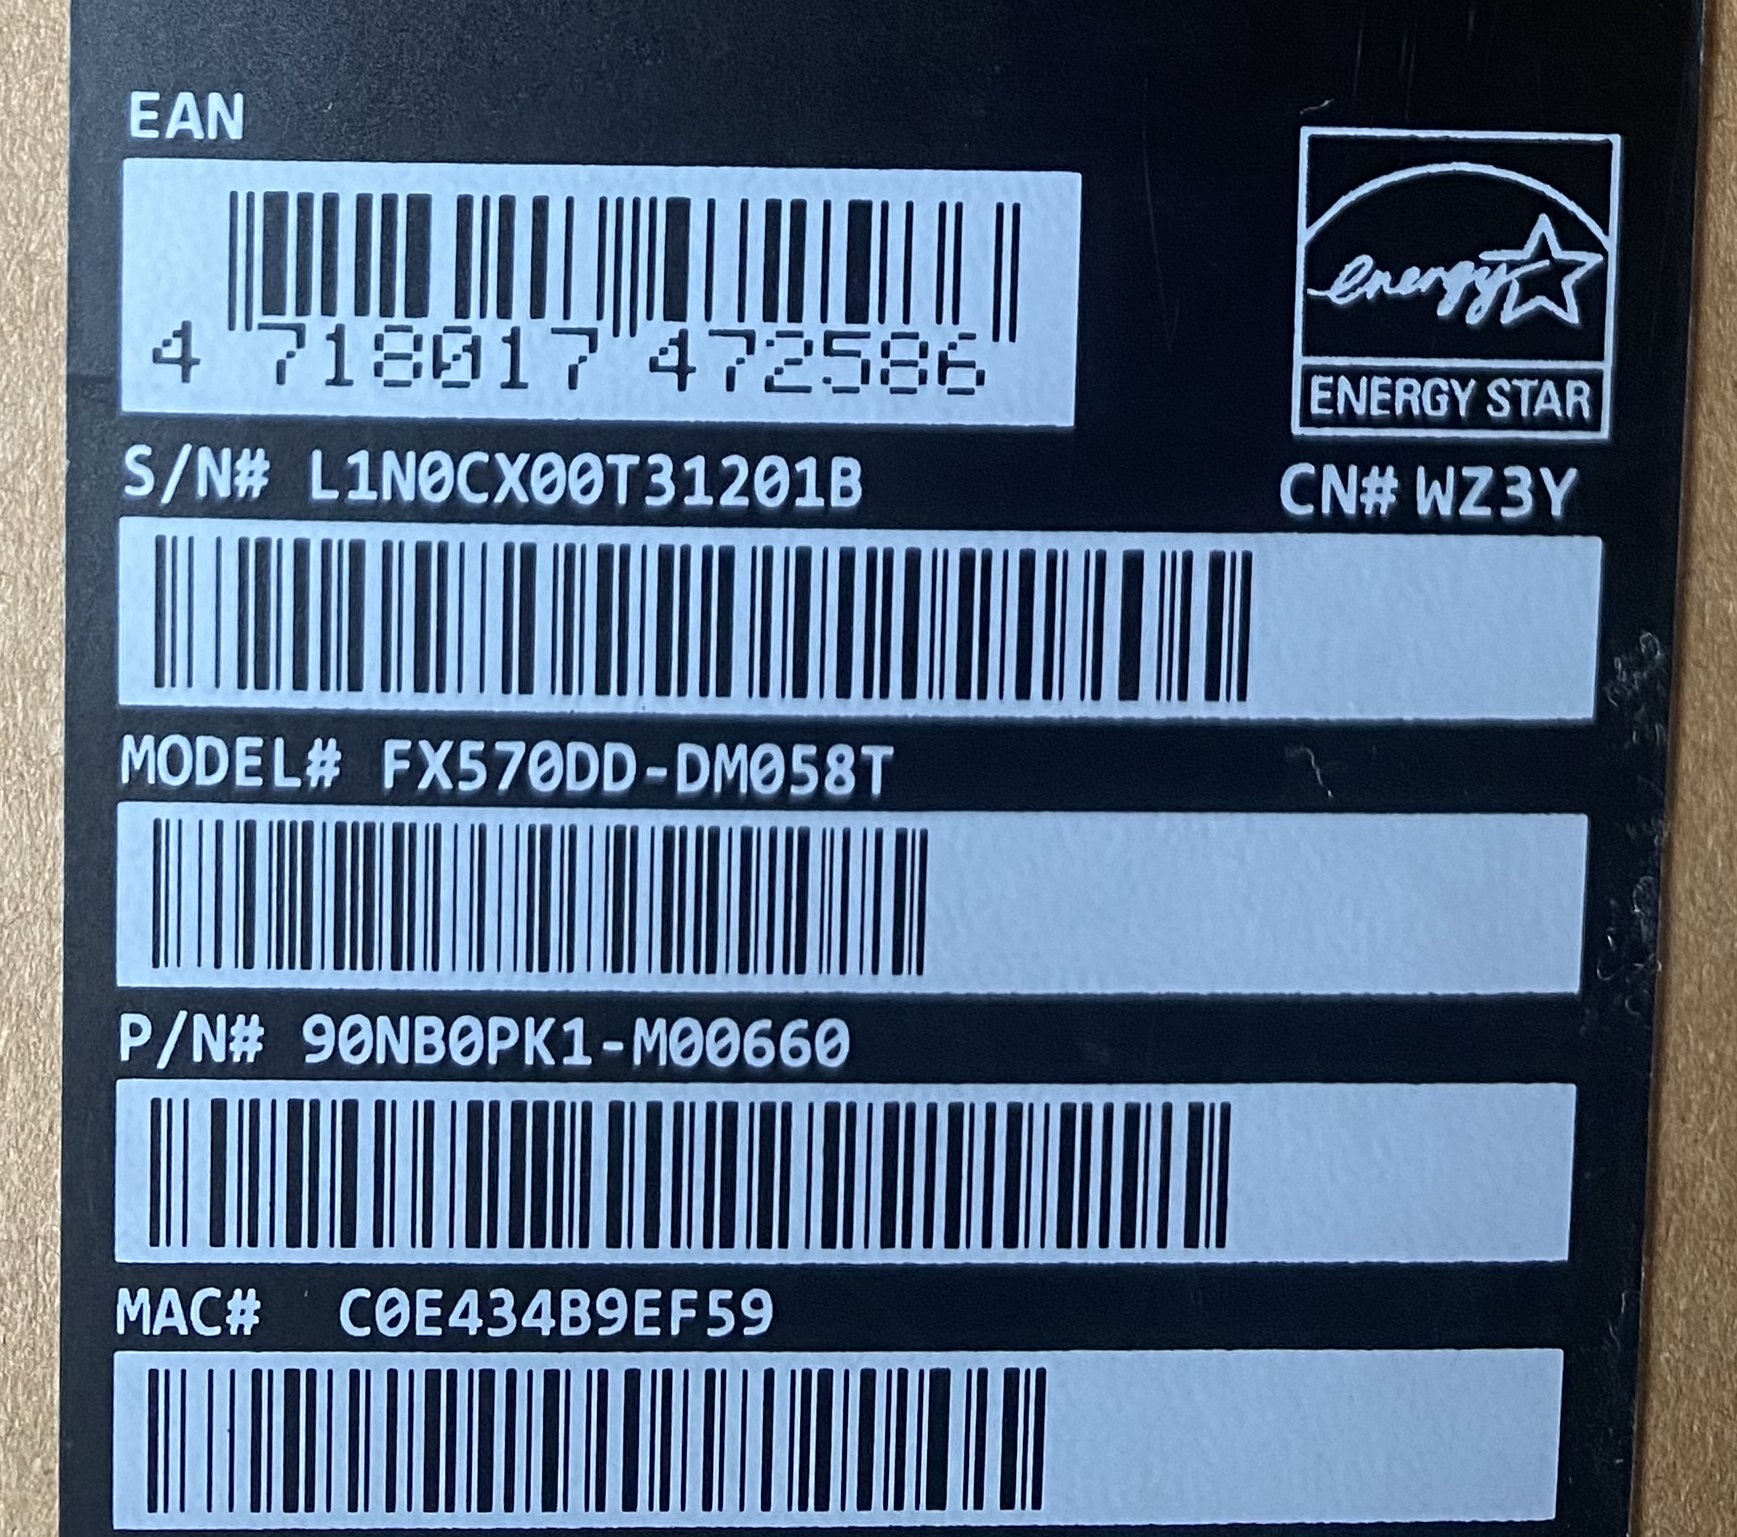 EAN
4 718017 472586
energy
ENERGY STAR
S/N# L1N0CX00T31201B
CN# WZ3Y
MODEL# FX570DD-DM058T
P/N# 90NB0PK1-M00660
MAC# C0E434B9EF59